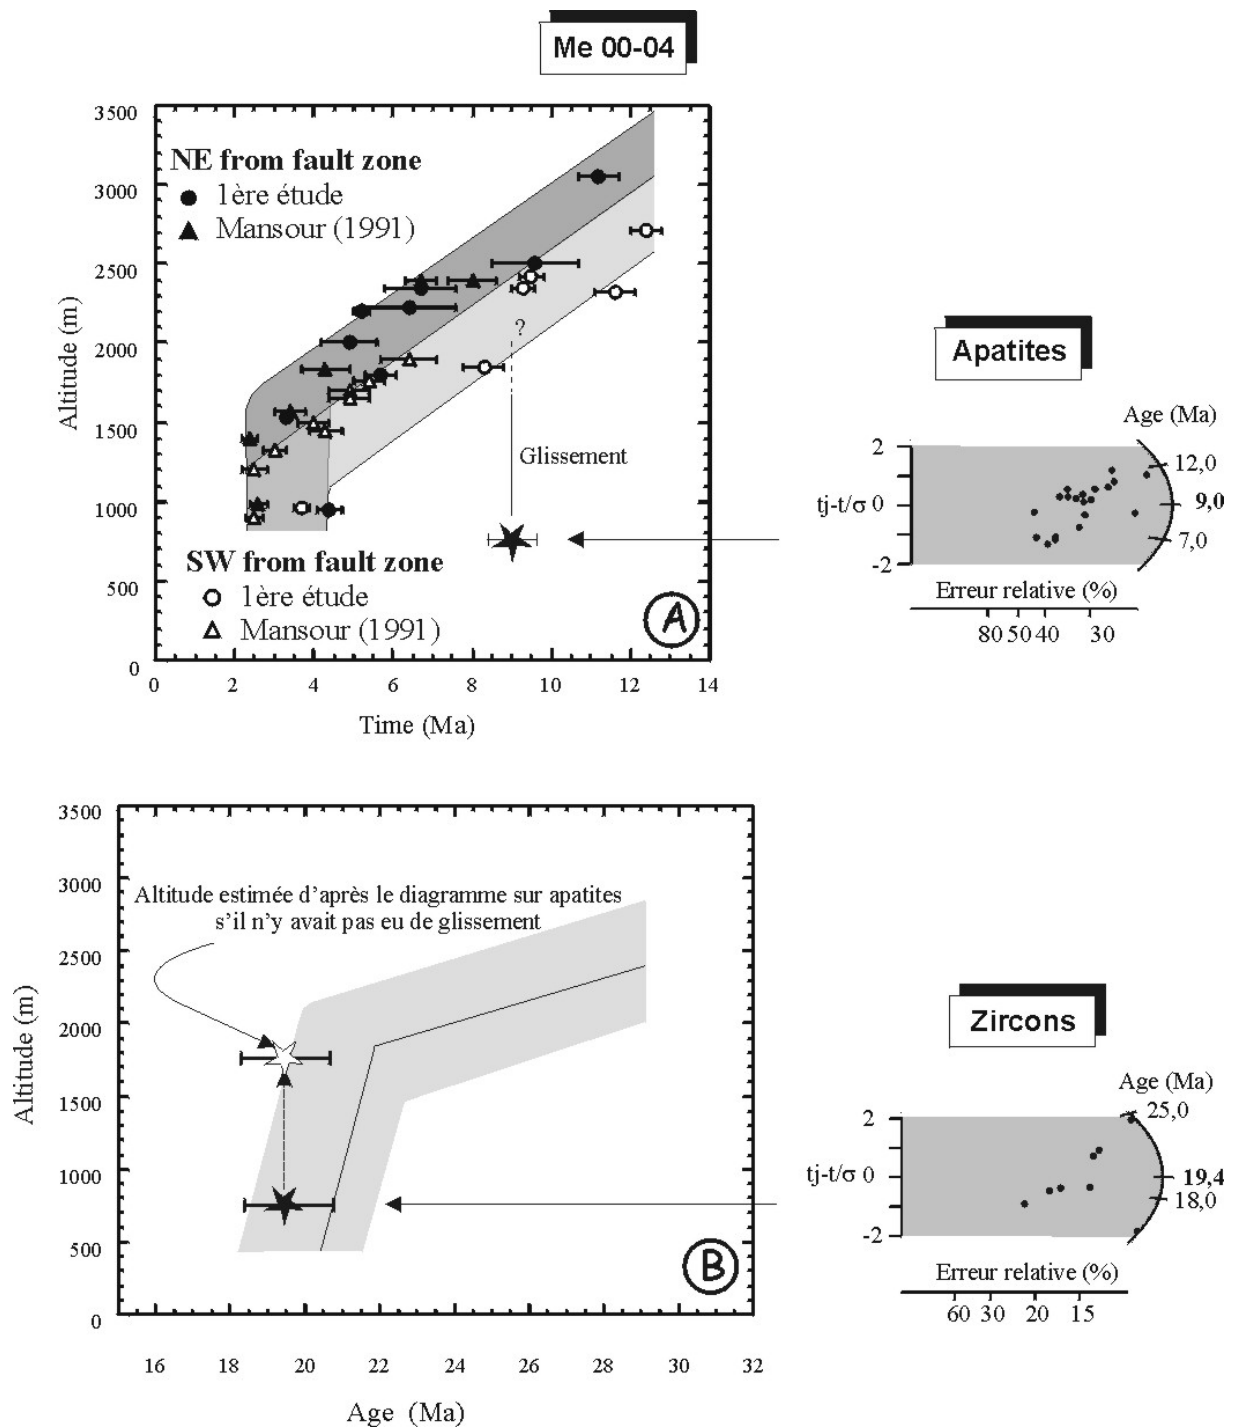 Me 00-04
3500
3000
2500
2000
1500
1000
500
0
Altitude (m)
NE from fault zone
1ère étude
Mansour (1991)
?
Glissement
SW from fault zone
1ère étude
Mansour (1991)
A
0 2 4 6 8 10 12 14
Time (Ma)
Apatites
Age (Ma)
2
12,0
tj-t/σ 0
9,0
7,0
-2
Erreur relative (%)
80 50 40 30
3500
3000
2500
2000
1500
1000
500
0
Altitude (m)
Altitude estimée d'après le diagramme sur apatites
s'il n'y avait pas eu de glissement
B
16 18 20 22 24 26 28 30 32
Age (Ma)
Zircons
Age (Ma)
2
25,0
tj-t/σ 0
19,4
18,0
-2
Erreur relative (%)
60 30 20 15